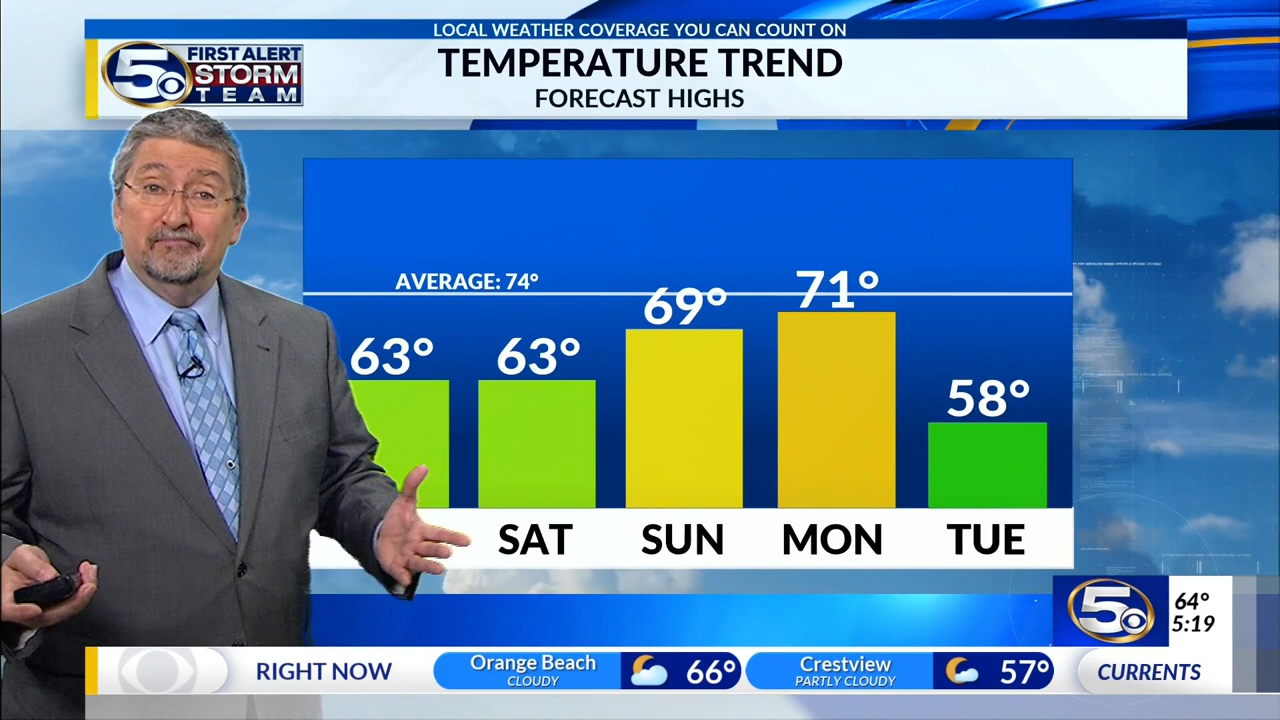 LOCAL WEATHER COVERAGE YOU CAN COUNT ON
5 FIRST ALERT
STORM
TEAM
TEMPERATURE TREND
FORECAST HIGHS
AVERAGE: 74°
63°
63°
69°
71°
58°
SAT
SUN
MON
TUE
5
64°
5:19
RIGHT NOW
Orange Beach
CLOUDY
66°
Crestview
PARTLY CLOUDY
57°
CURRENTS